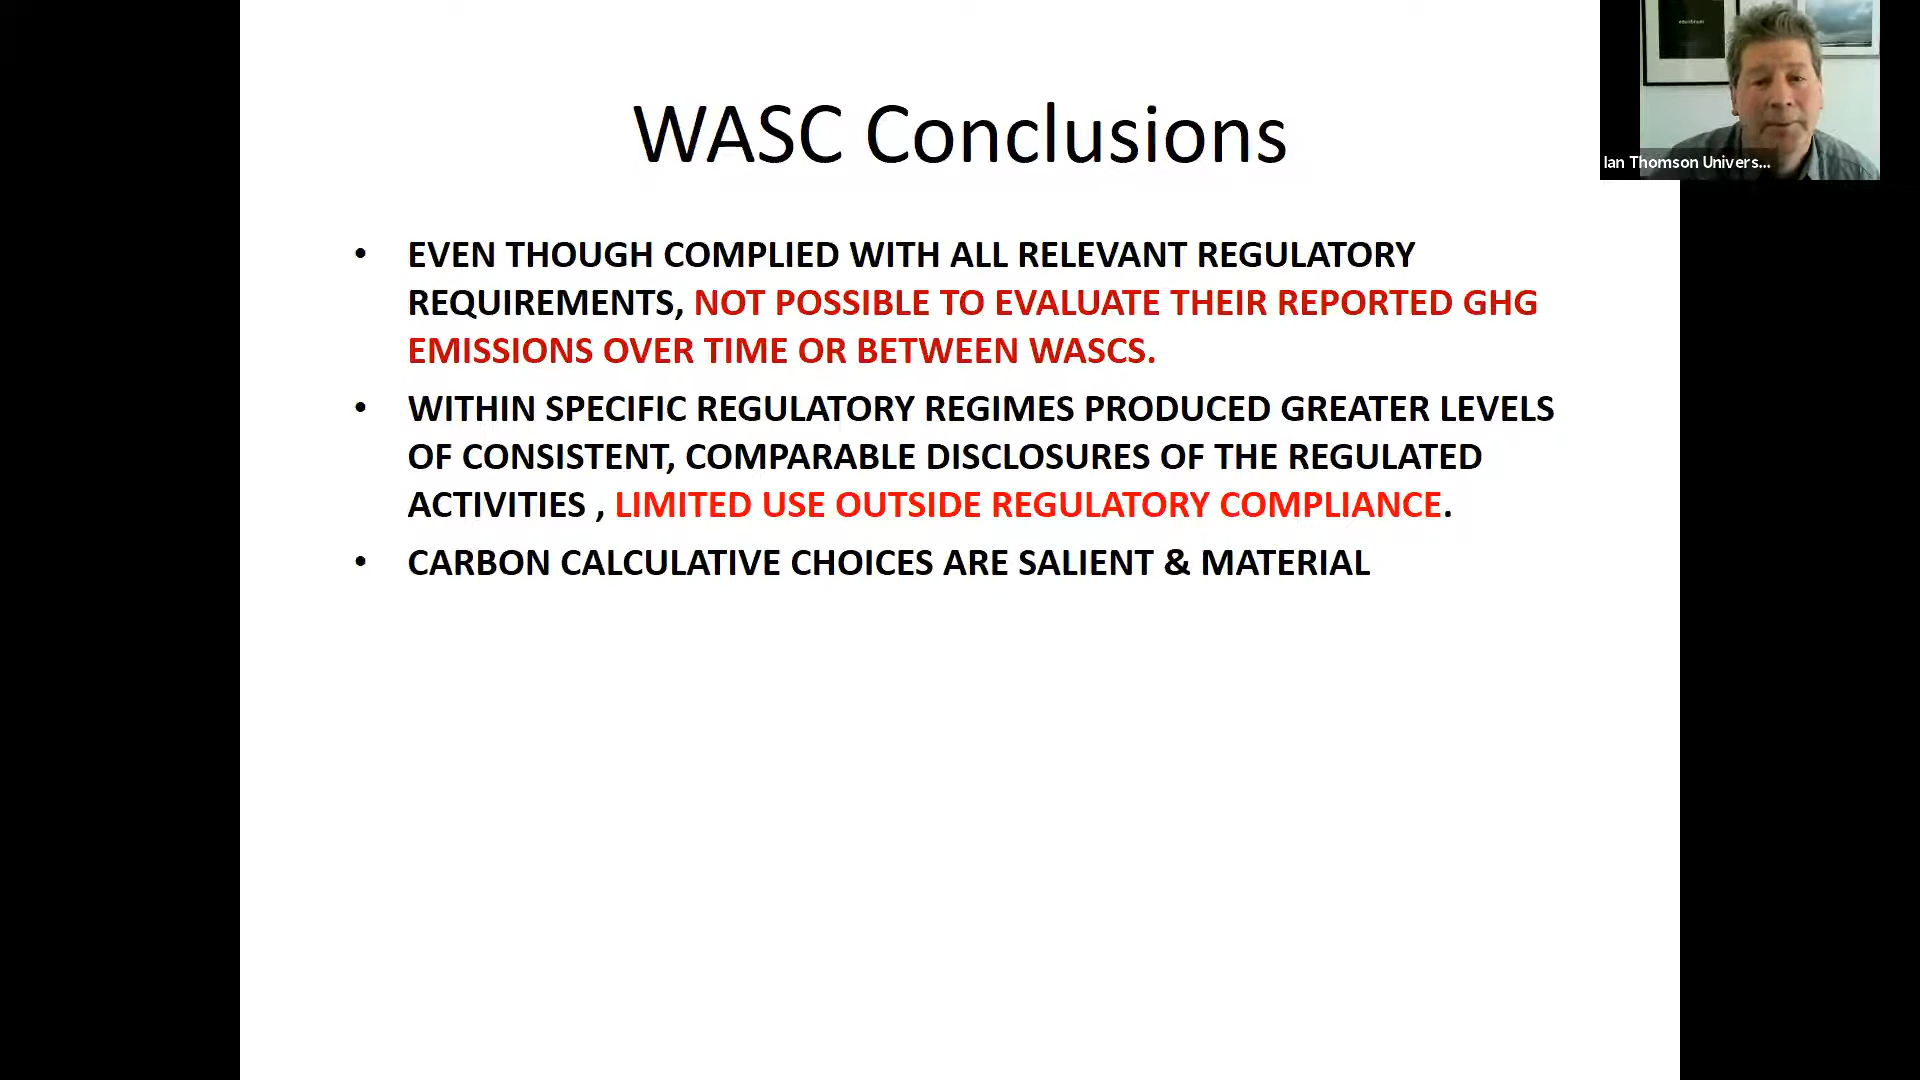 WASC Conclusions
Ian Thomson Univers...
• EVEN THOUGH COMPLIED WITH ALL RELEVANT REGULATORY
REQUIREMENTS, NOT POSSIBLE TO EVALUATE THEIR REPORTED GHG
EMISSIONS OVER TIME OR BETWEEN WASCS.
• WITHIN SPECIFIC REGULATORY REGIMES PRODUCED GREATER LEVELS
OF CONSISTENT, COMPARABLE DISCLOSURES OF THE REGULATED
ACTIVITIES , LIMITED USE OUTSIDE REGULATORY COMPLIANCE.
• CARBON CALCULATIVE CHOICES ARE SALIENT & MATERIAL